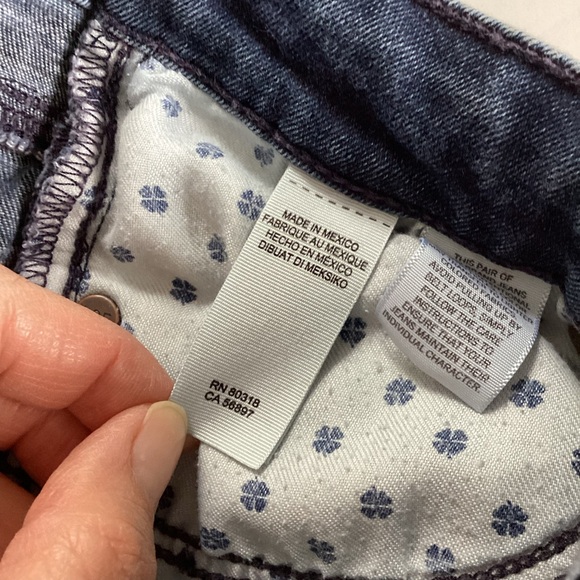 MADE IN MEXICO
FABRIQUE AU MEXIQUE
HECHO EN MÉXICO
DIBUAT DI MEKSIKO
RN 80318
CA 56897
THIS PAIR OF
JEANS
AVOID PULLING UP BY
BELT LOOPS, SIMPLY
FOLLOW THE CARE
INSTRUCTIONS TO
ENSURE THAT YOUR
JEANS MAINTAIN THEIR
INDIVIDUAL CHARACTER.